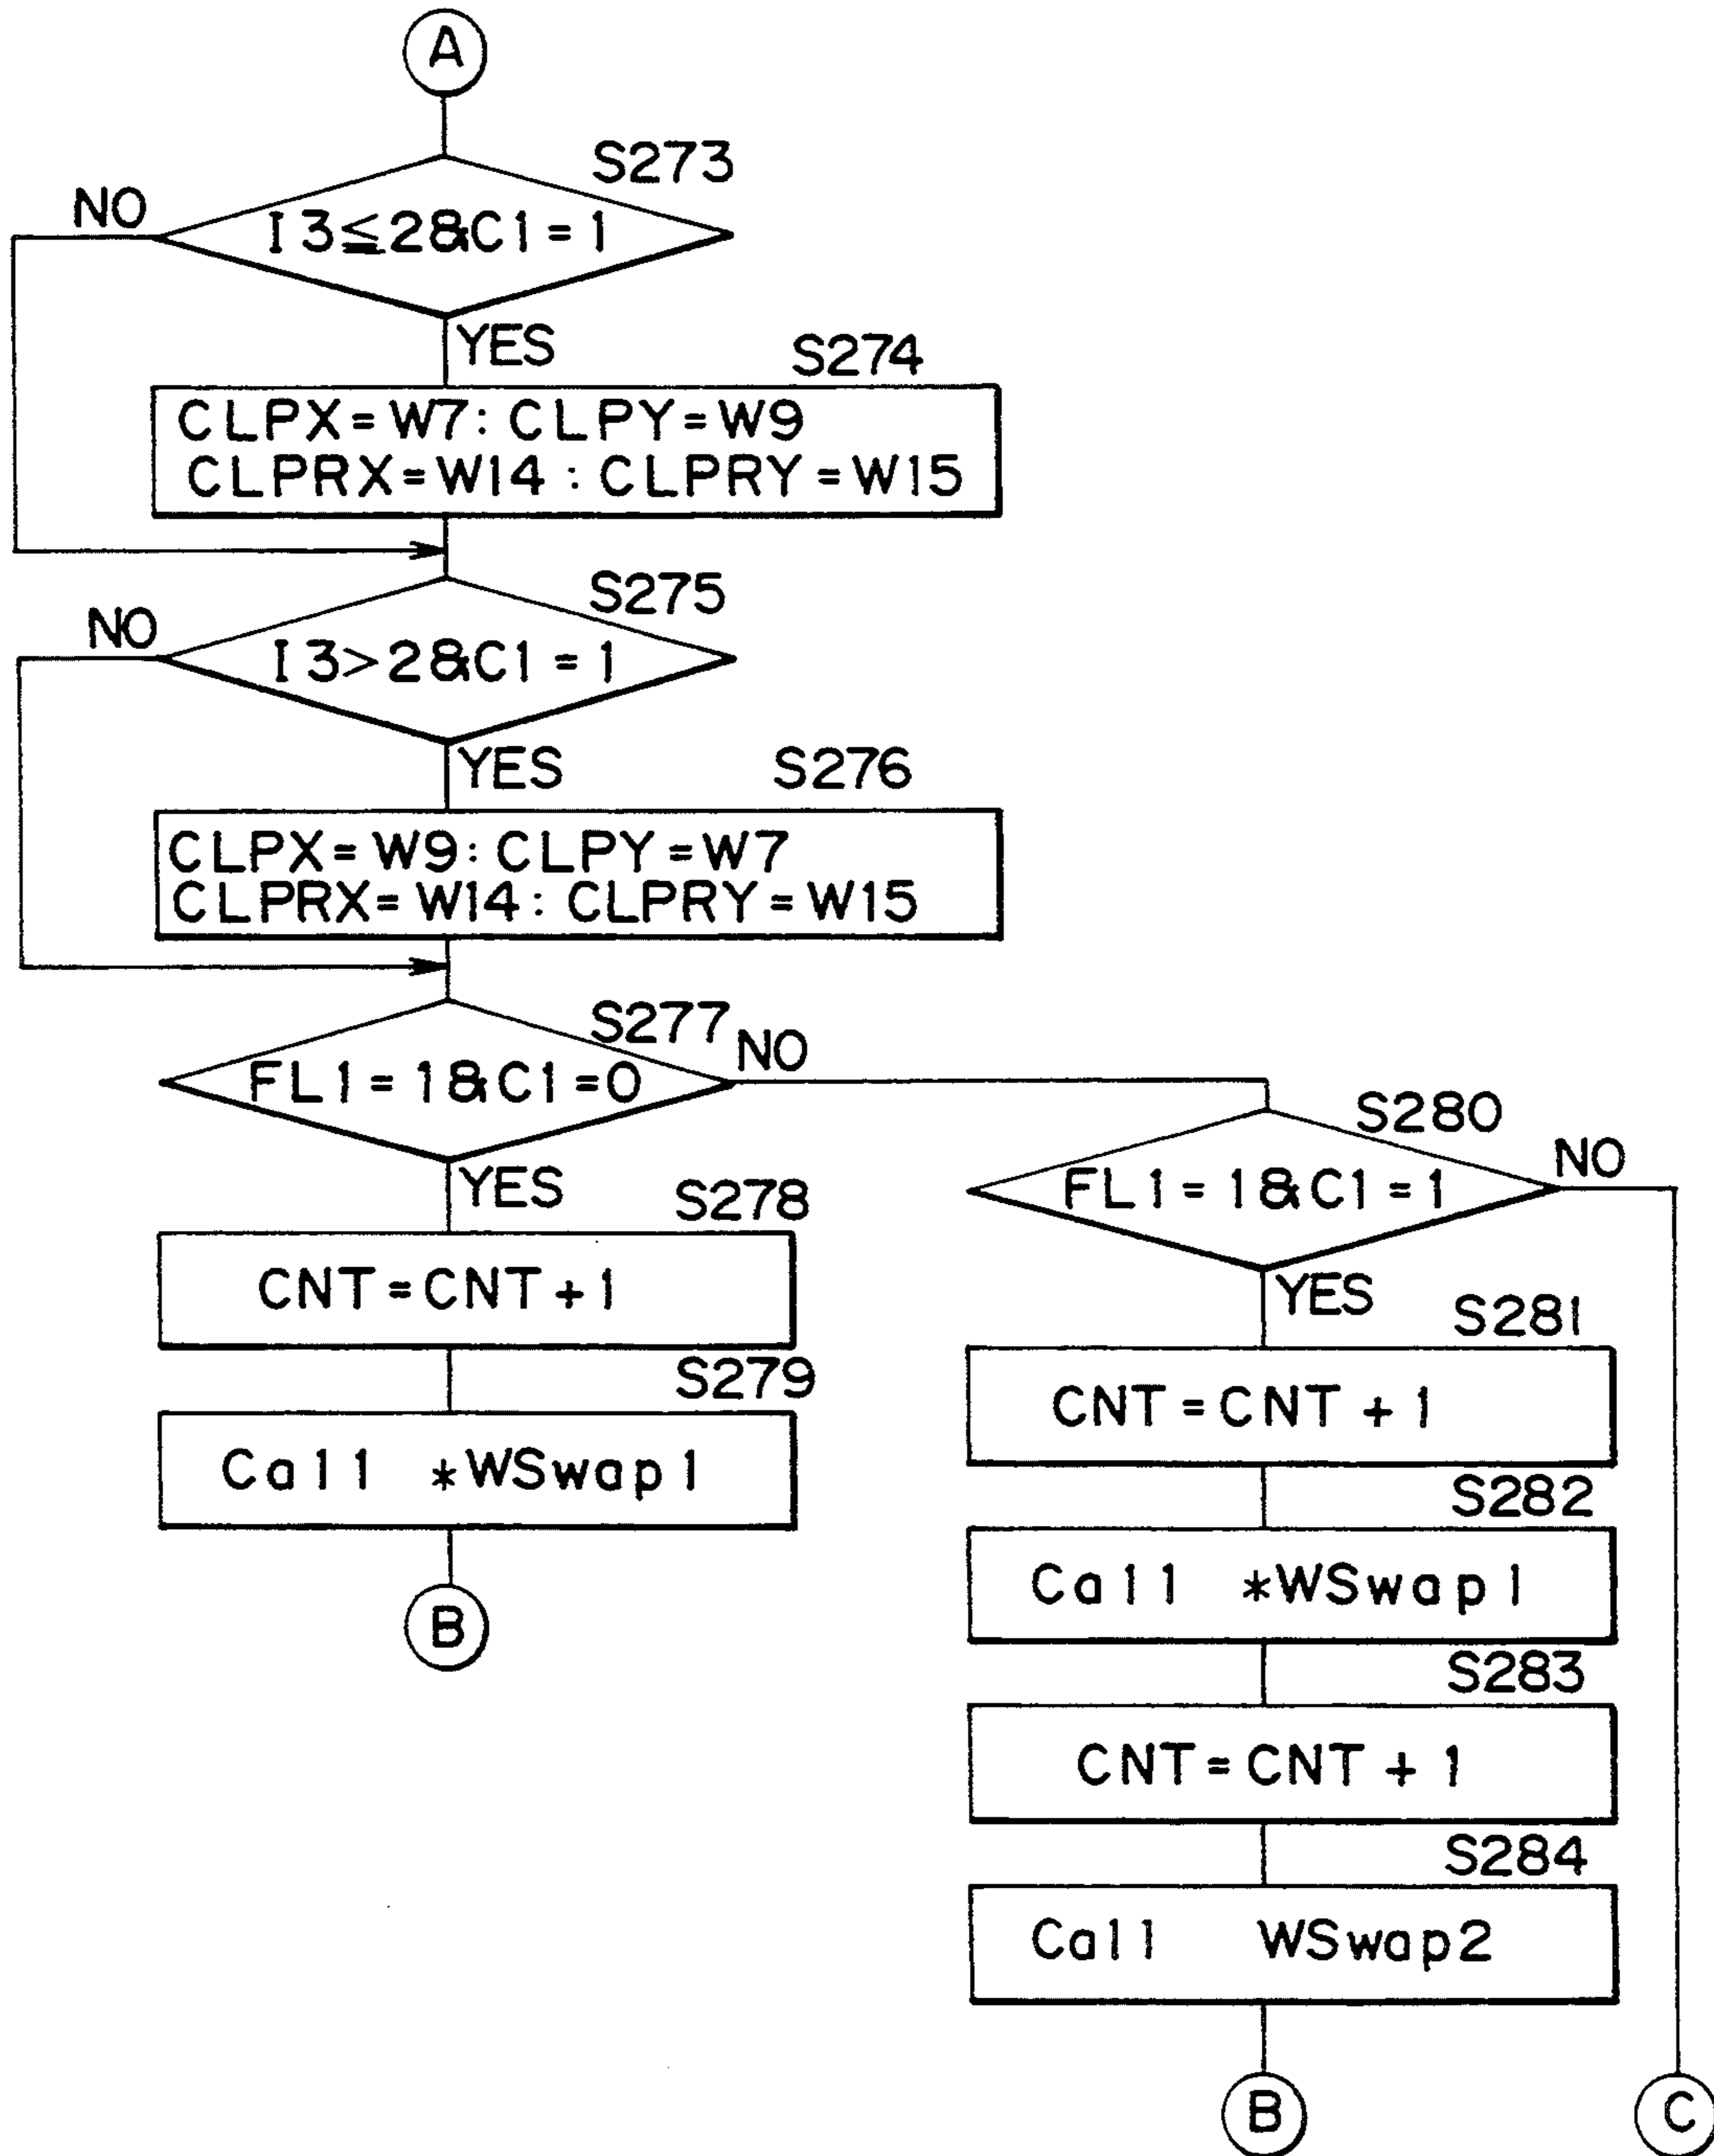 A
S273
NO
I3≦2&C1=1
YES
S274
CLPX=W7:CLPY=W9
CLPRX=W14:CLPRY=W15
S275
NO
I3>2&C1=1
YES
S276
CLPX=W9:CLPY=W7
CLPRX=W14:CLPRY=W15
S277
NO
FL1=1&C1=0
YES
S278
CNT=CNT+1
S279
Call *WSwap1
B
S280
NO
FL1=1&C1=1
YES
S281
CNT=CNT+1
S282
Call *WSwap1
S283
CNT=CNT+1
S284
Call WSwap2
B
C